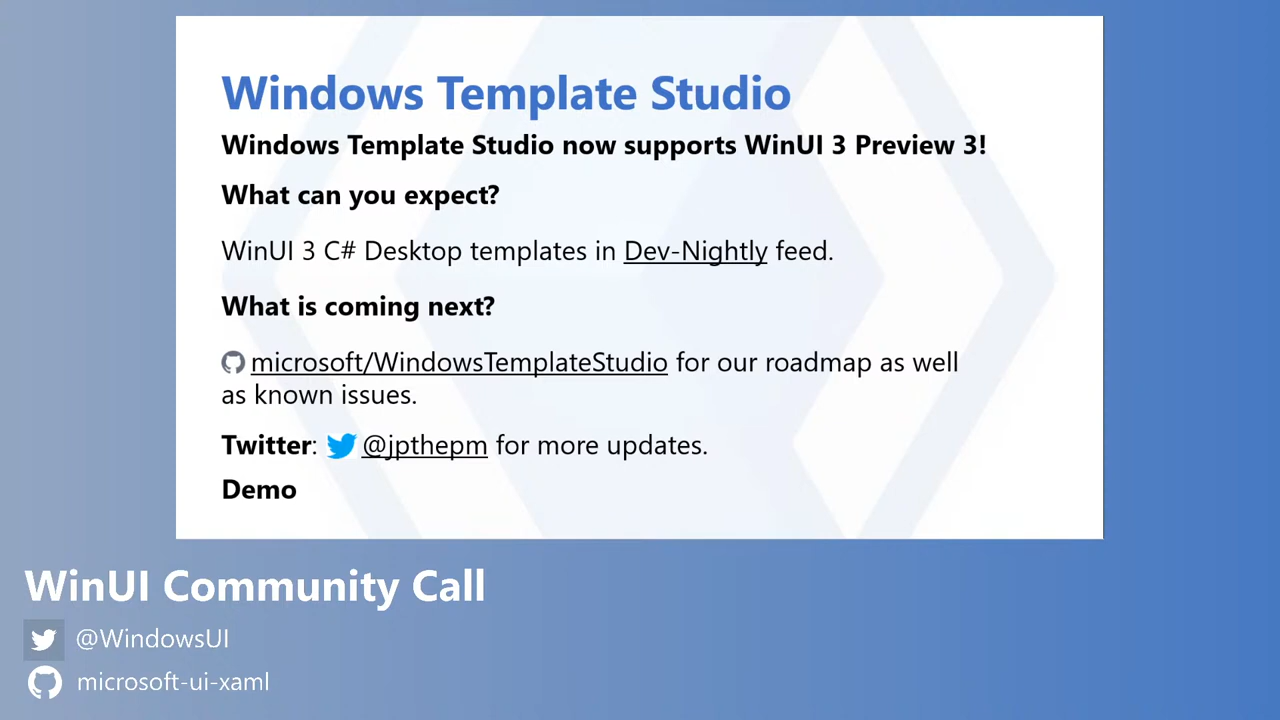 Windows Template Studio
Windows Template Studio now supports WinUI 3 Preview 3!
What can you expect?
WinUI 3 C# Desktop templates in Dev-Nightly feed.
What is coming next?
microsoft/WindowsTemplateStudio for our roadmap as well
as known issues.
Twitter: @jpthepm for more updates.
Demo
WinUI Community Call
@WindowsUI
microsoft-ui-xaml